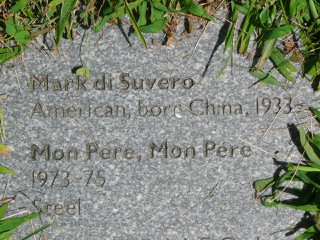 Mark di Suvero
American, born China, 1933
Mon Pere, Mon Pere
1973-75
Steel